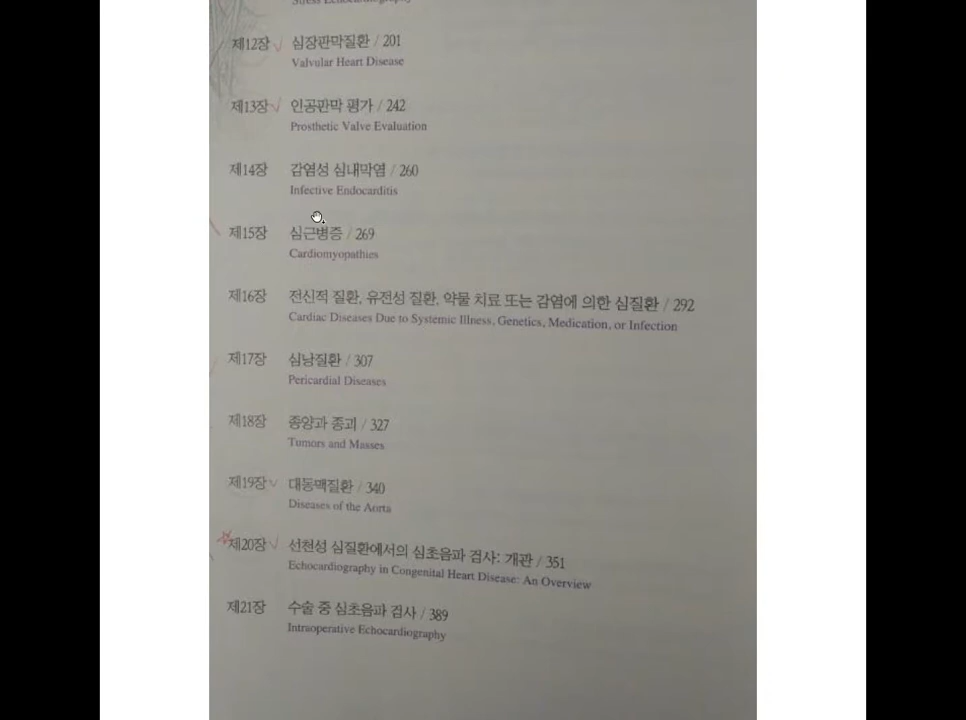 Stress Echocardiography
제12장 심장판막질환 / 201
Valvular Heart Disease
제13장 인공판막 평가 / 242
Prosthetic Valve Evaluation
제14장 감염성 심내막염 / 260
Infective Endocarditis
제15장 심근병증 / 269
Cardiomyopathies
제16장 전신적 질환, 유전성 질환, 약물 치료 또는 감염에 의한 심질환 / 292
Cardiac Diseases Due to Systemic Illness, Genetics, Medication, or Infection
제17장 심낭질환 / 307
Pericardial Diseases
제18장 종양과 종괴 / 327
Tumors and Masses
제19장 대동맥질환 / 340
Diseases of the Aorta
제20장 선천성 심질환에서의 심초음파 검사: 개관 / 351
Echocardiography in Congenital Heart Disease: An Overview
제21장 수술 중 심초음파 검사 / 389
Intraoperative Echocardiography